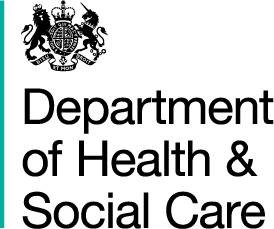 Department
of Health &
Social Care